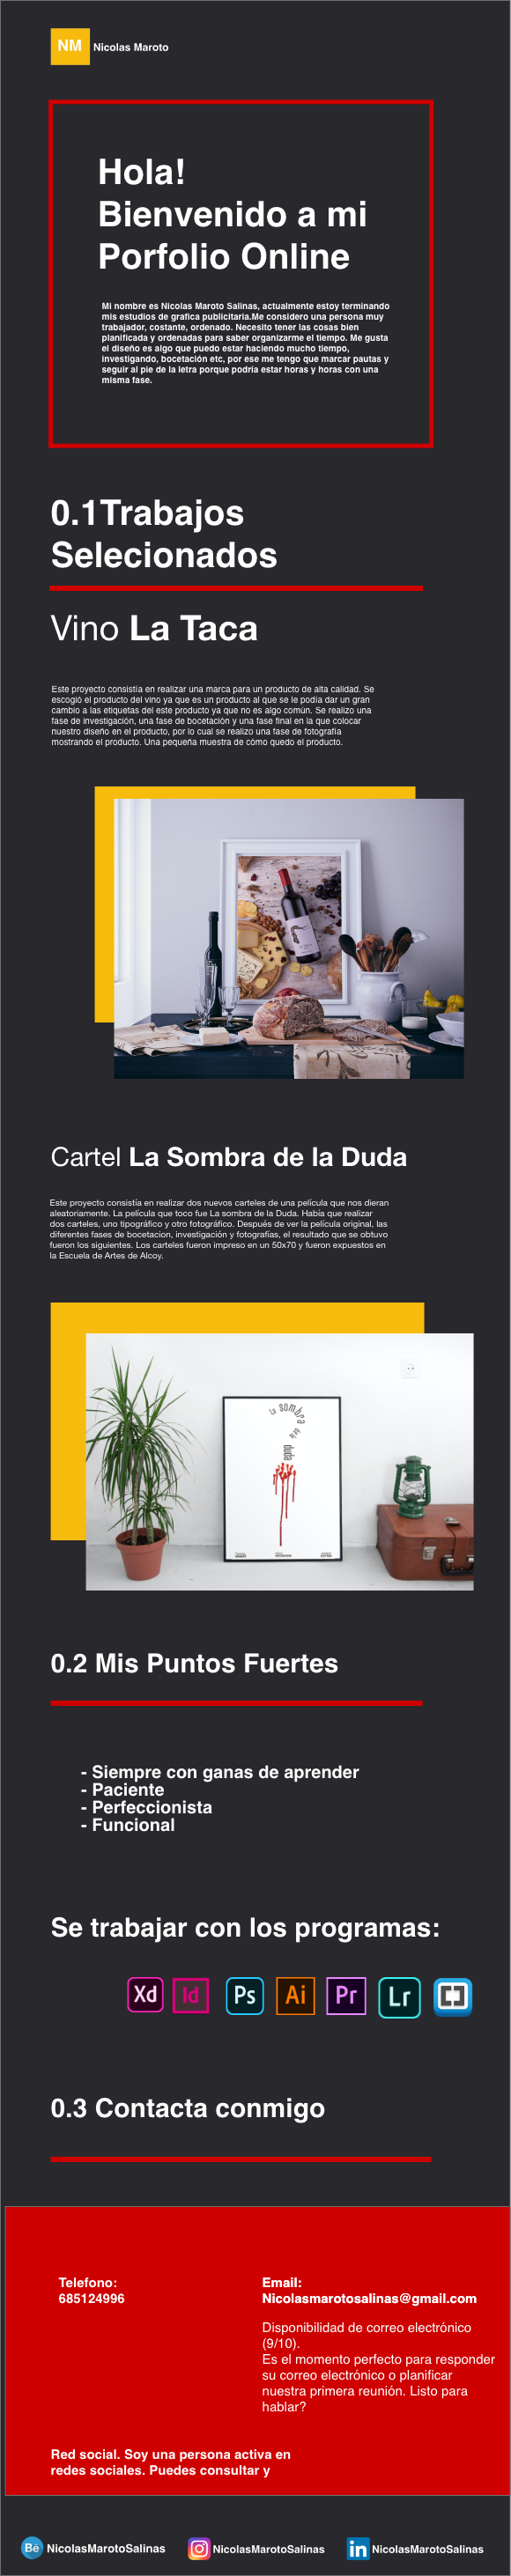 NM Nicolas Maroto
Hola!
Bienvenido a mi
Porfolio Online
Mi nombre es Nicolas Maroto Salinas, actualmente estoy terminando
mis estudios de grafica publicitaria.Me considero una persona muy
trabajador, costante, ordenado. Necesito tener las cosas bien
planificada y ordenadas para saber organizarme el tiempo. Me gusta
el diseño es algo que puedo estar haciendo mucho tiempo,
investigando, bocetación etc, por ese me tengo que marcar pautas y
seguir al pie de la letra porque podría estar horas y horas con una
misma fase.
0.1Trabajos
Selecionados
Vino La Taca
Este proyecto consistía en realizar una marca para un producto de alta calidad. Se
escogió el producto del vino ya que es un producto al que se le podía dar un gran
cambio a las etiquetas del este producto ya que no es algo común. Se realizo una
fase de investigación, una fase de bocetación y una fase final en la que colocar
nuestro diseño en el producto, por lo cual se realizo una fase de fotografía
mostrando el producto. Una pequeña muestra de cómo quedo el producto.
Cartel La Sombra de la Duda
Este proyecto consistía en realizar dos nuevos carteles de una película que nos dieran
aleatoriamente. La película que toco fue La sombra de la Duda. Había que realizar
dos carteles, uno tipográfico y otro fotográfico. Después de ver la película original, las
diferentes fases de bocetacion, investigación y fotografías, el resultado que se obtuvo
fueron los siguientes. Los carteles fueron impreso en un 50x70 y fueron expuestos en
la Escuela de Artes de Alcoy.
La sombra
de la
duda
0.2 Mis Puntos Fuertes
- Siempre con ganas de aprender
- Paciente
- Perfeccionista
- Funcional
Se trabajar con los programas:
Xd Id Ps Ai Pr Lr
0.3 Contacta conmigo
Telefono:
685124996
Email:
Nicolasmarotosalinas@gmail.com
Disponibilidad de correo electrónico
(9/10).
Es el momento perfecto para responder
su correo electrónico o planificar
nuestra primera reunión. Listo para
hablar?
Red social. Soy una persona activa en
redes sociales. Puedes consultar y
Bē NicolasMarotoSalinas NicolasMarotoSalinas in NicolasMarotoSalinas